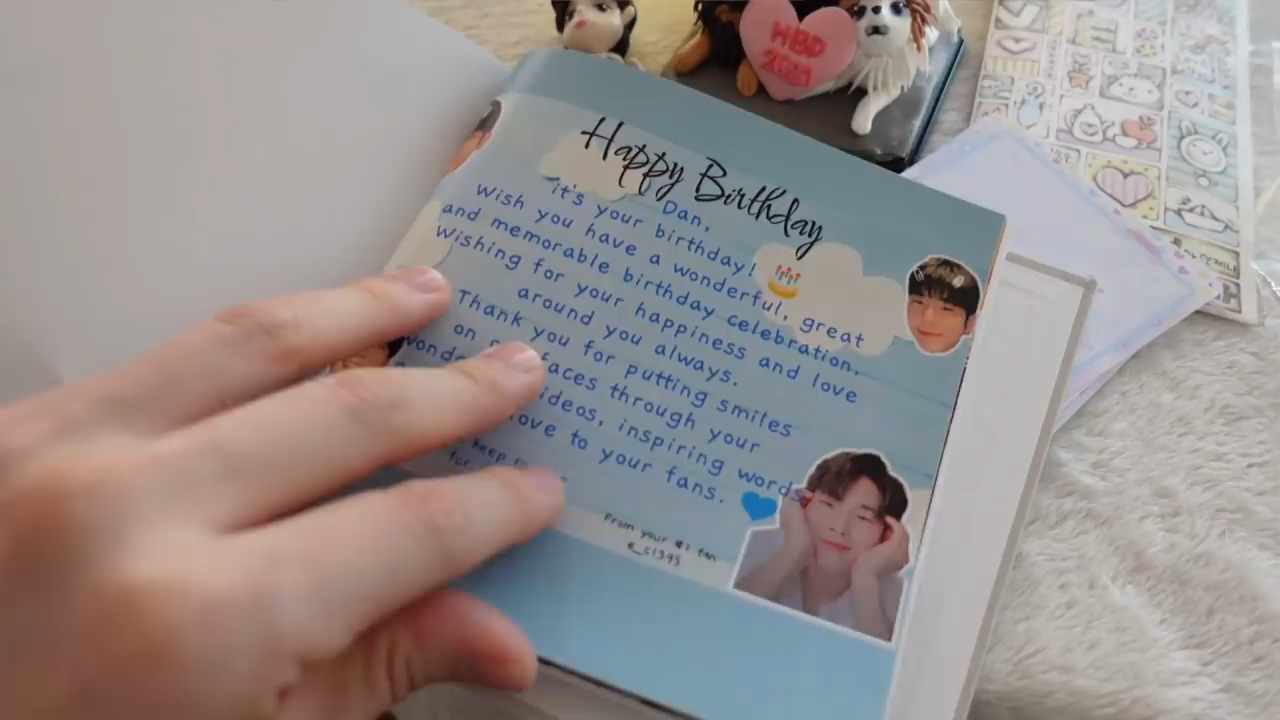 HBD
2021
Happy Birthday
Dan,
it's your birthday!
Wish you have a wonderful, great
and memorable birthday celebration.
Wishing for your happiness and love
around you always.
Thank you for putting smiles
on faces through your
ideos, inspiring words
love to your fans.
keep
From your #1 fan